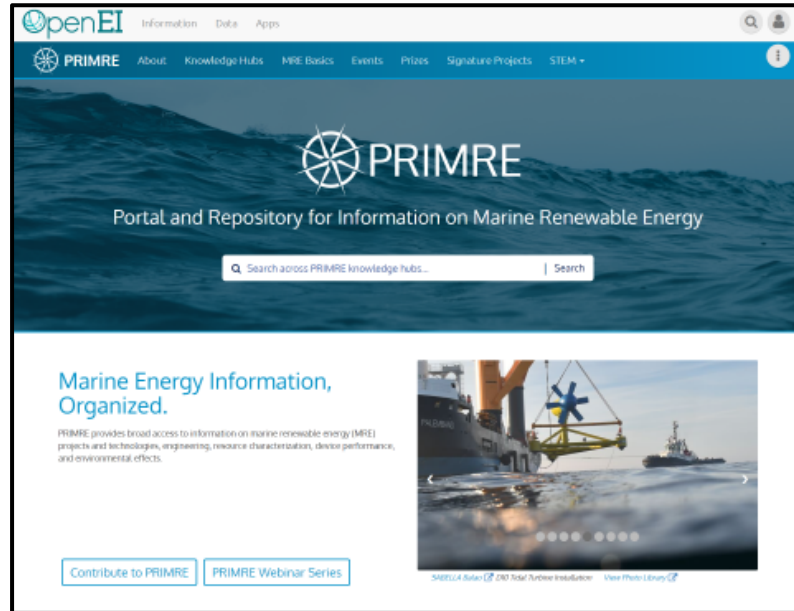 OpenEI Information Data Apps
PRIMRE About Knowledge Hubs MRE Basics Events Prizes Signature Projects STEM
PRIMRE
Portal and Repository for Information on Marine Renewable Energy
Search across PRIMRE knowledge hubs... | Search
Marine Energy Information,
Organized.
PRIMRE provides broad access to information on marine renewable energy (MRE)
projects and technologies, engineering, resource characterization, device performance,
and environmental effects.
Contribute to PRIMRE PRIMRE Webinar Series
SABELLA Tidal Turbine Installation View Photo Library